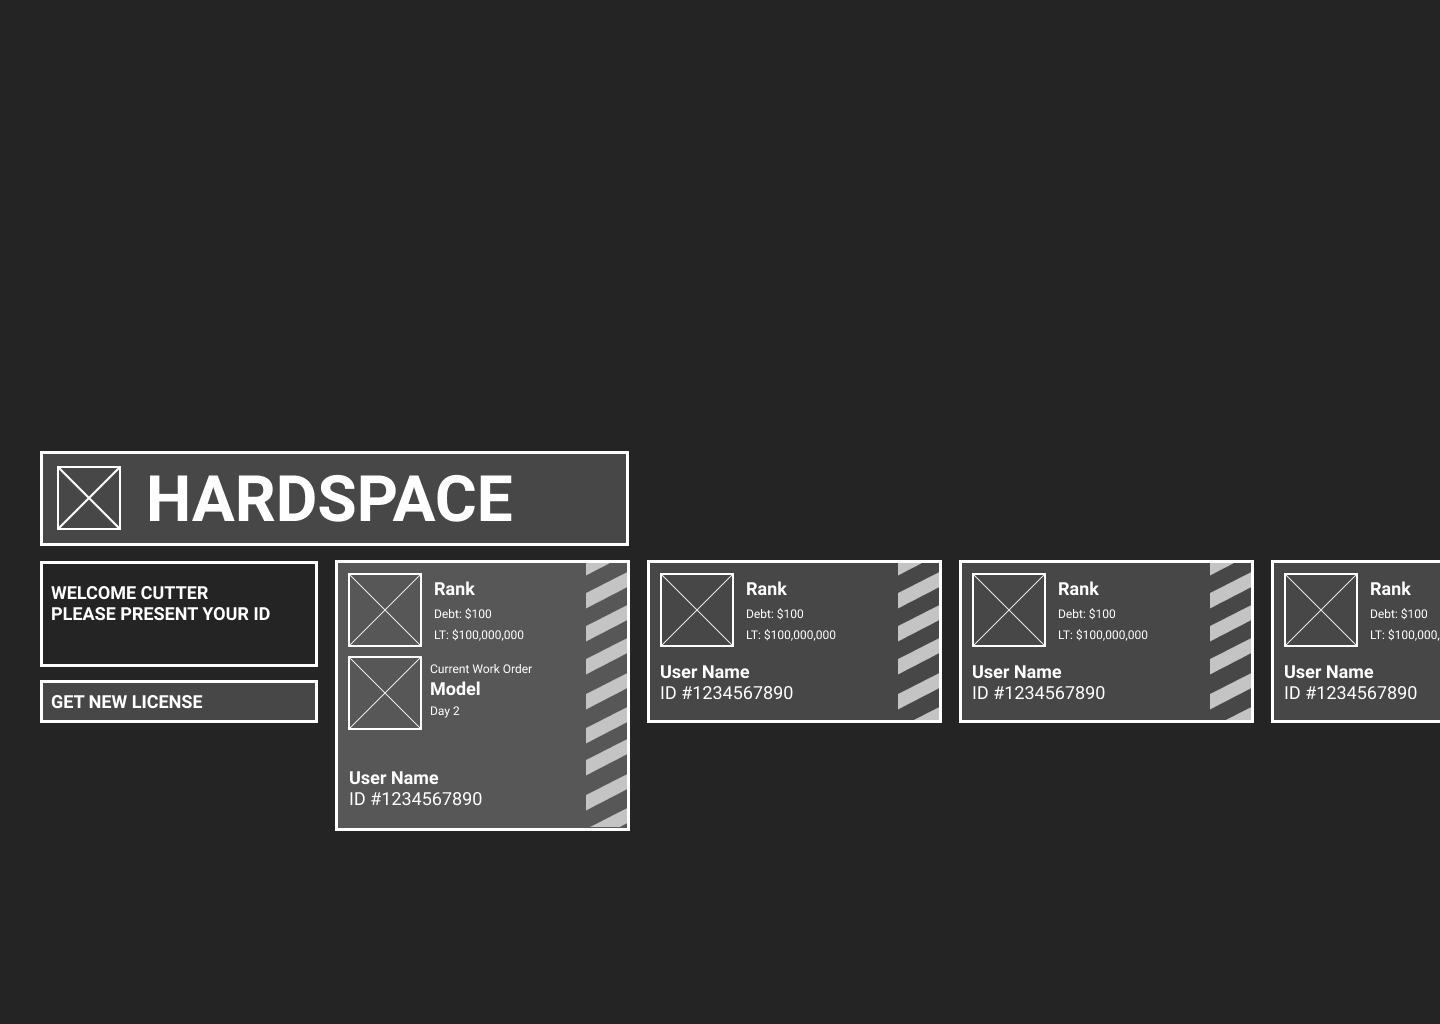 HARDSPACE
WELCOME CUTTER
PLEASE PRESENT YOUR ID
GET NEW LICENSE
Rank
Debt: $100
LT: $100,000,000
Current Work Order
Model
Day 2
User Name
ID #1234567890
Rank
Debt: $100
LT: $100,000,000
User Name
ID #1234567890
Rank
Debt: $100
LT: $100,000,000
User Name
ID #1234567890
Rank
Debt: $100
LT: $100,000,
User Name
ID #1234567890